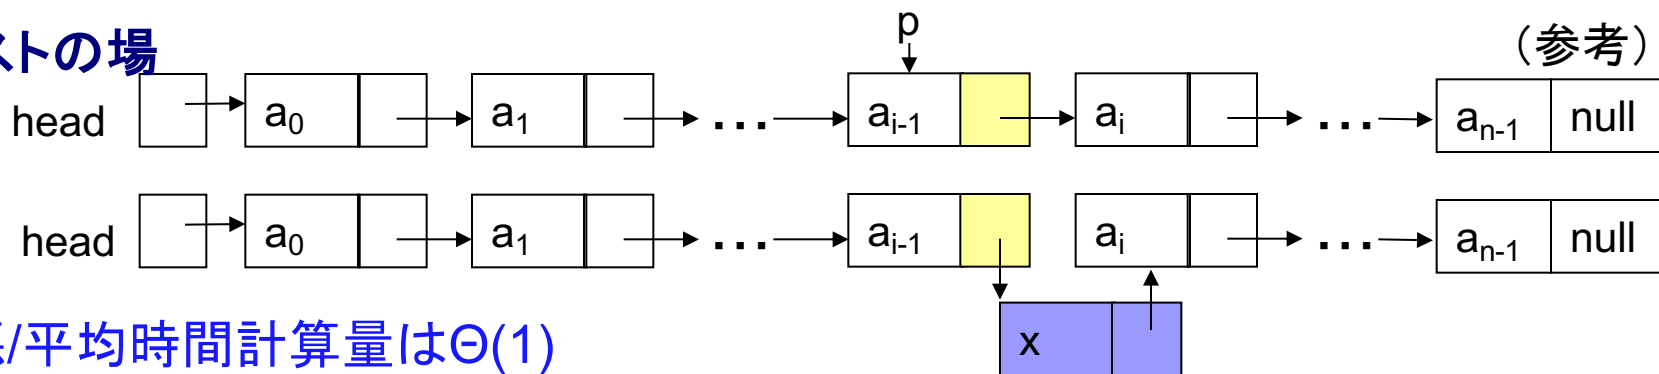 ストの場
（参考）
p
head a0 a1 ... ai-1 ai ... an-1 null
head a0 a1 ... ai-1 ai ... an-1 null
x
/平均時間計算量はΘ(1)